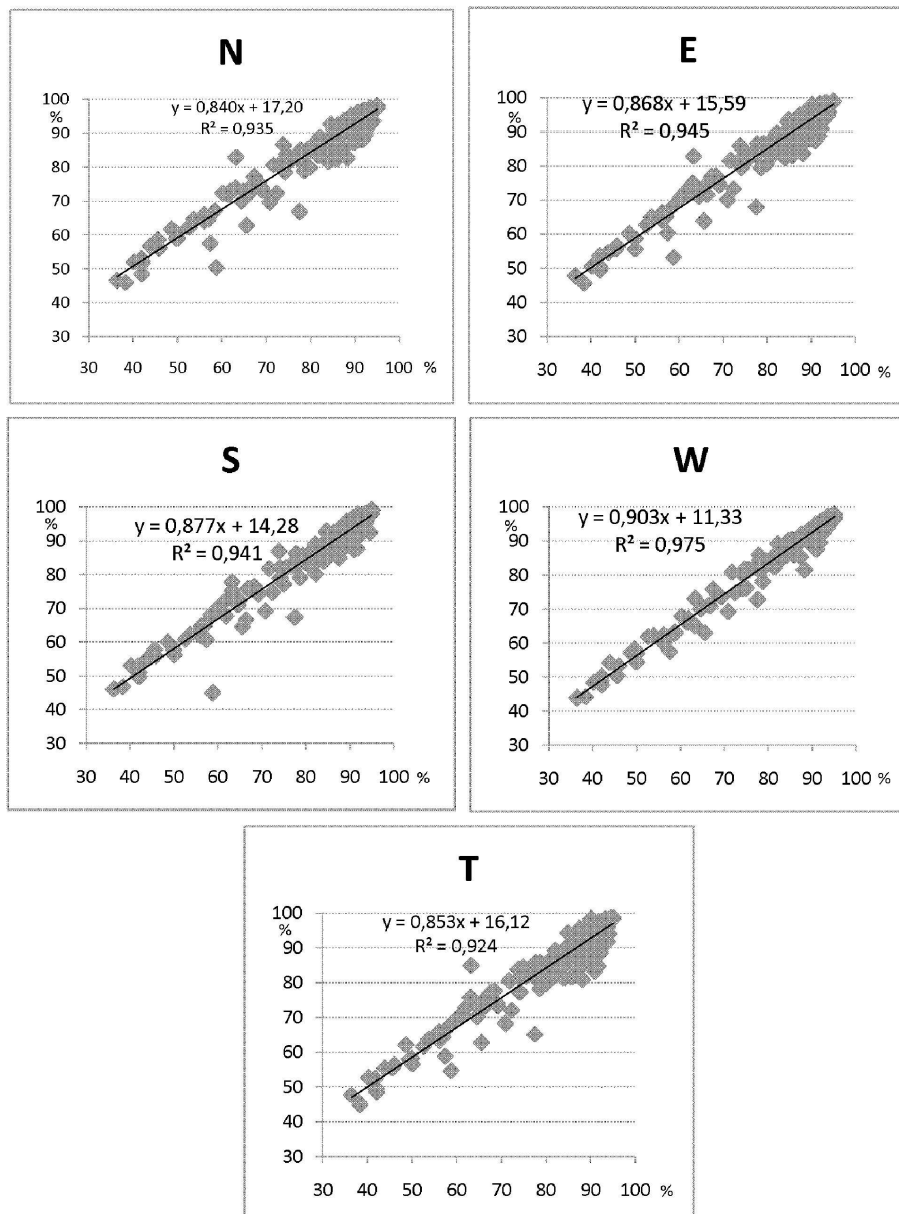 N
y = 0,840x + 17,20
R² = 0,935
100
%
90
80
70
60
50
40
30
30 40 50 60 70 80 90 100 %
E
y = 0,868x + 15,59
R² = 0,945
100
%
90
80
70
60
50
40
30
30 40 50 60 70 80 90 100 %
S
y = 0,877x + 14,28
R² = 0,941
100
%
90
80
70
60
50
40
30
30 40 50 60 70 80 90 100 %
W
y = 0,903x + 11,33
R² = 0,975
100
%
90
80
70
60
50
40
30
30 40 50 60 70 80 90 100 %
T
y = 0,853x + 16,12
R² = 0,924
100
%
90
80
70
60
50
40
30
30 40 50 60 70 80 90 100 %